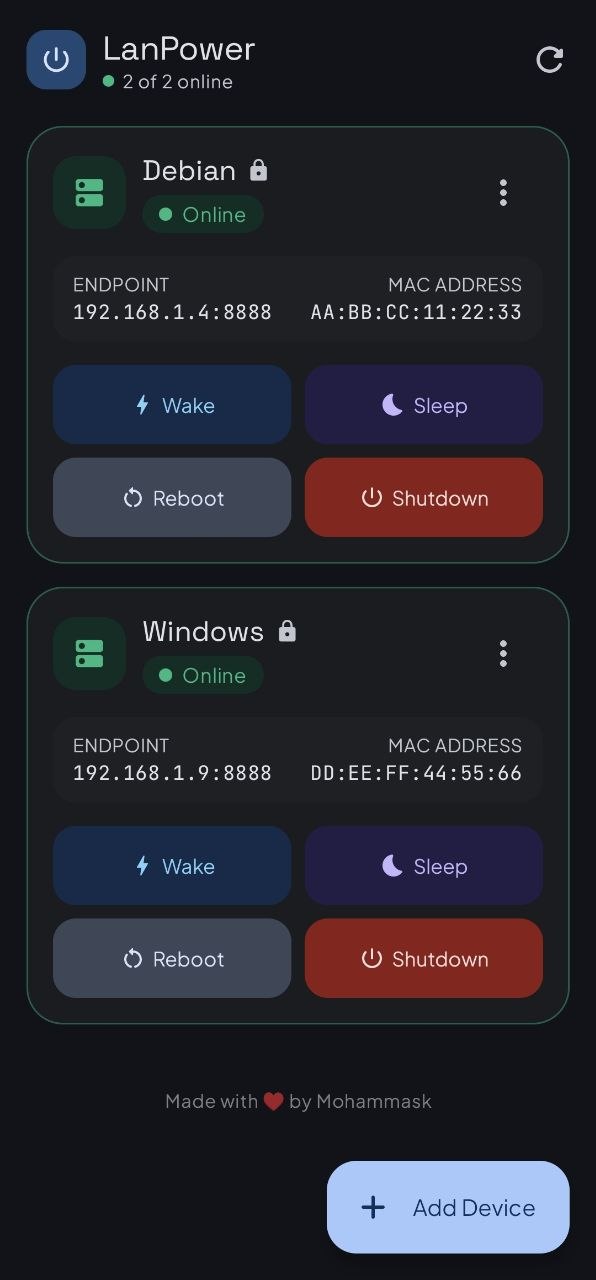 LanPower
2 of 2 online
Debian
Online
ENDPOINT MAC ADDRESS
192.168.1.4:8888 AA:BB:CC:11:22:33
Wake Sleep
Reboot Shutdown
Windows
Online
ENDPOINT MAC ADDRESS
192.168.1.9:8888 DD:EE:FF:44:55:66
Wake Sleep
Reboot Shutdown
Made with ❤️ by Mohammask
Add Device